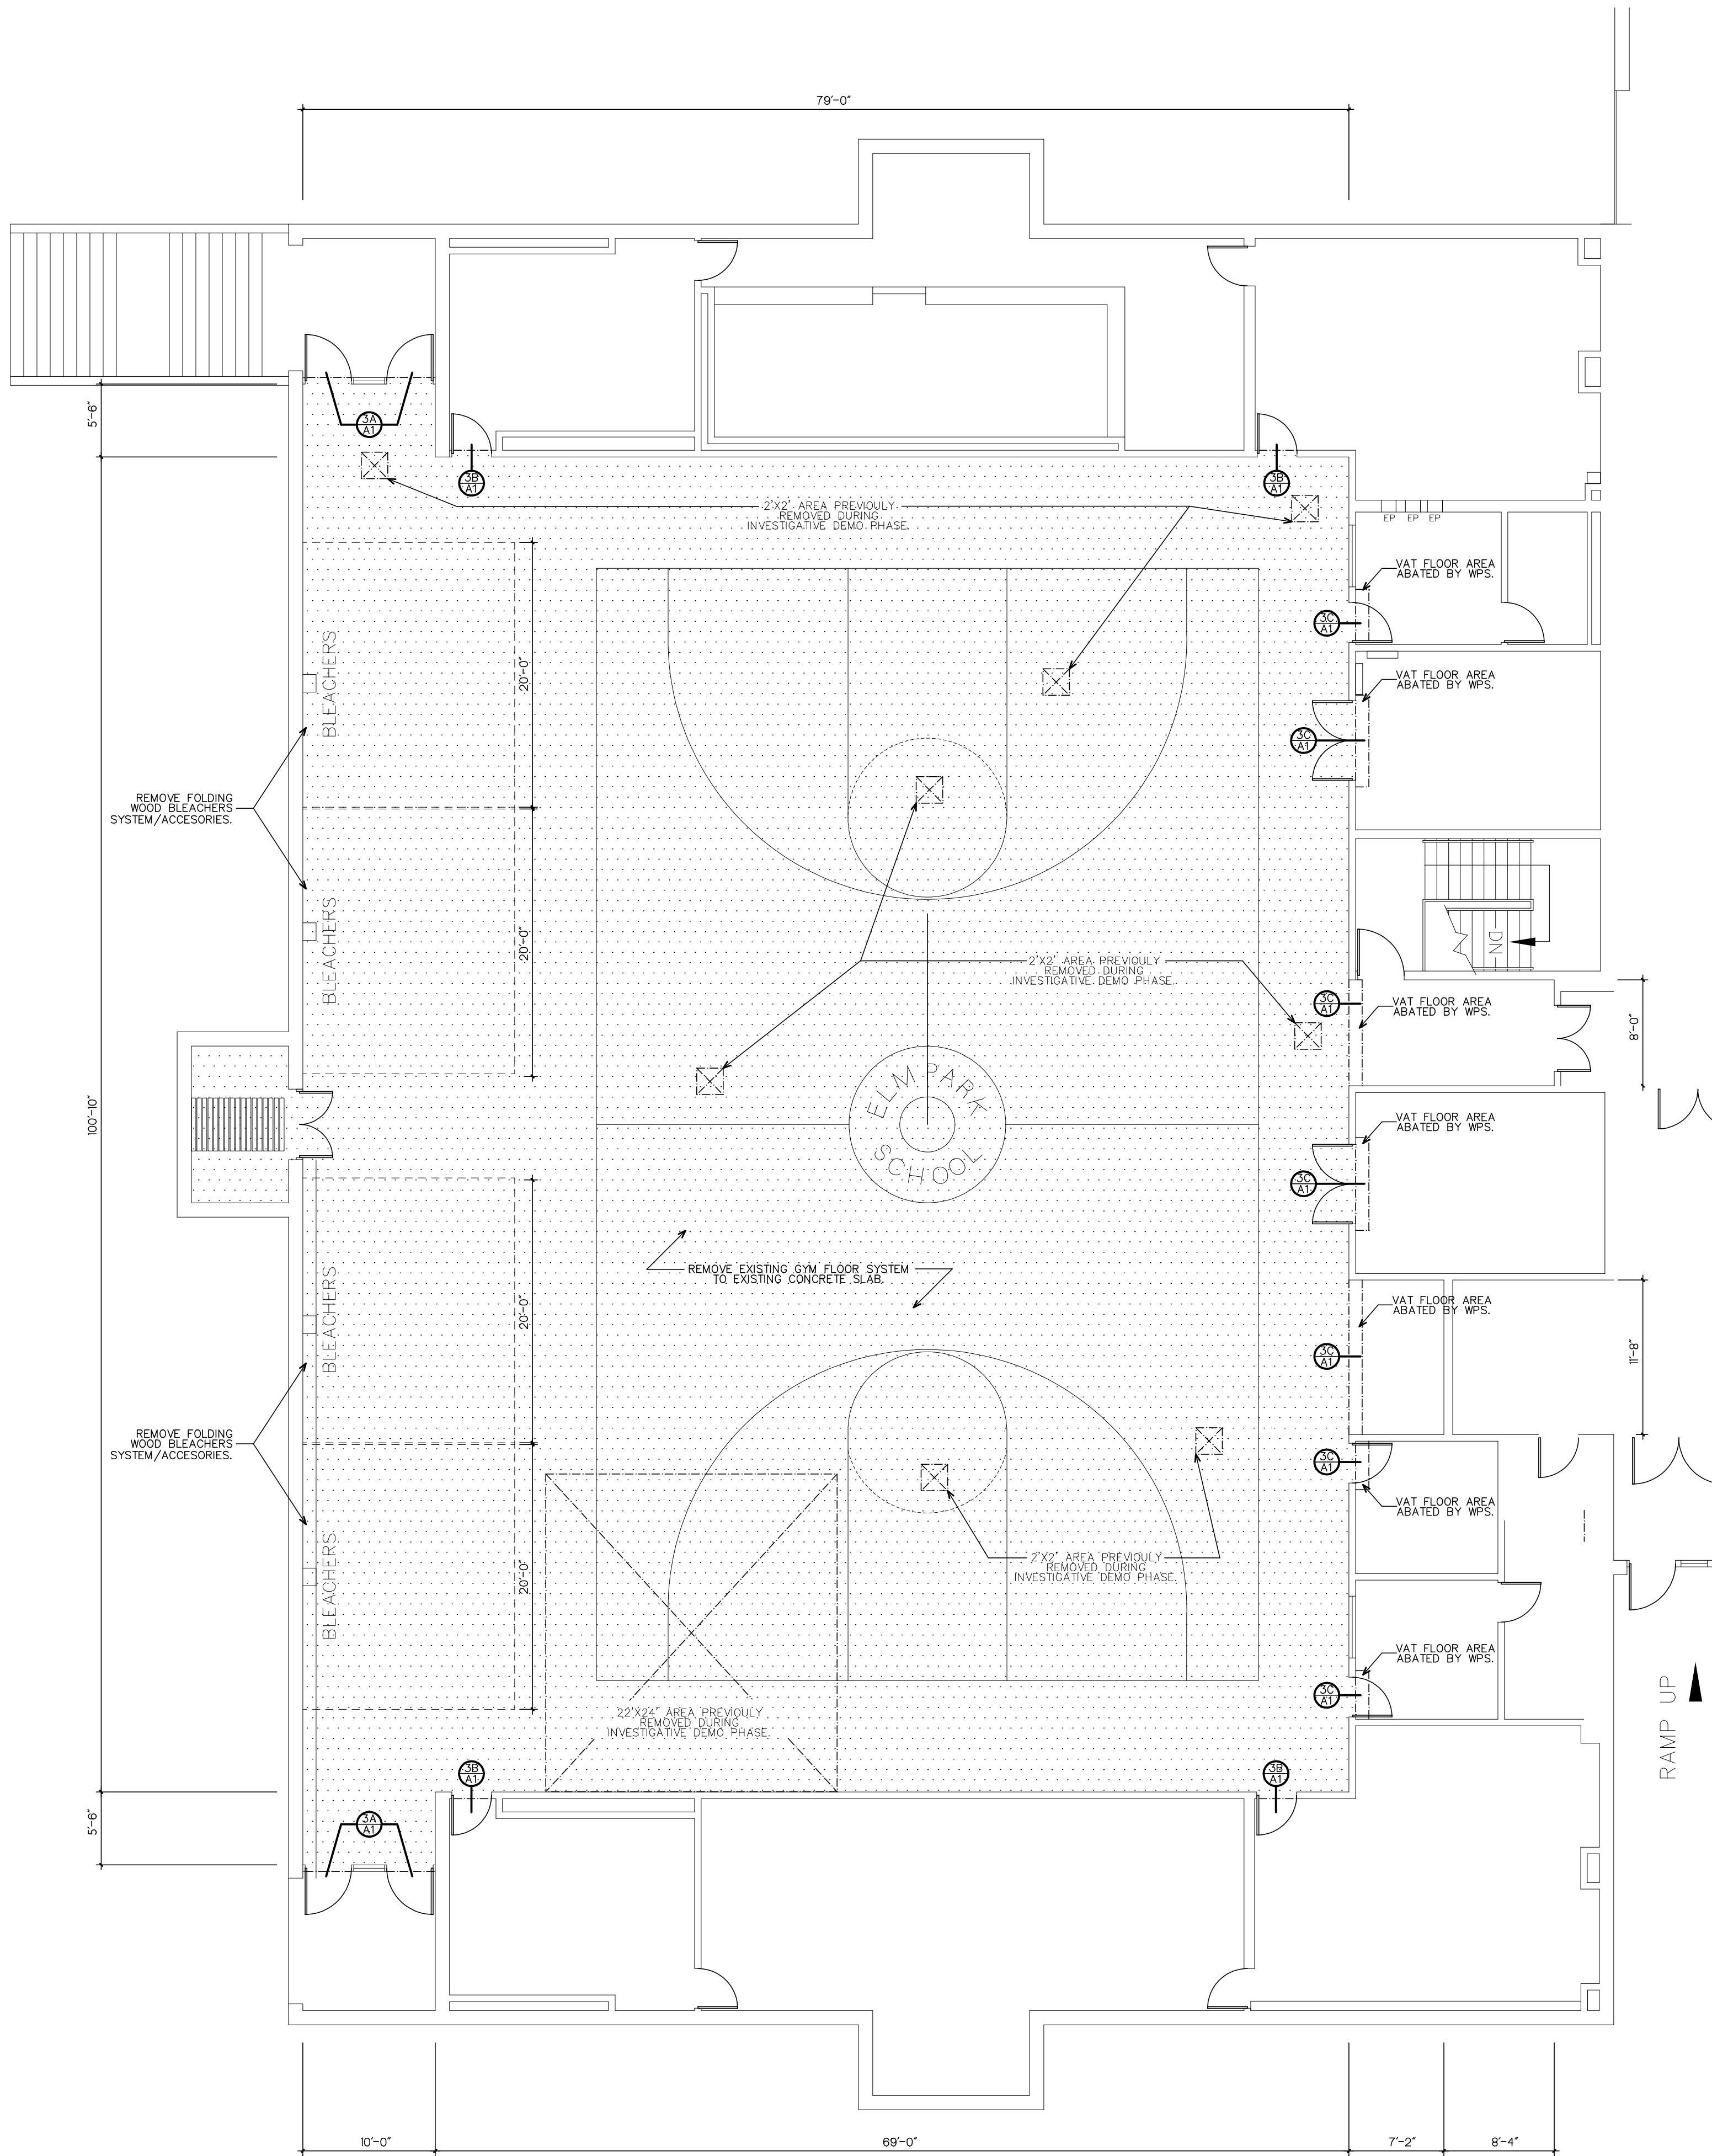 79'-0"
5'-6"
3A
A1
3B
A1
3B
A1
2'X2' AREA PREVIOULY
REMOVED DURING
INVESTIGATIVE DEMO PHASE.
EP EP EP
VAT FLOOR AREA
ABATED BY WPS.
3C
A1
BLEACHERS
20'-0"
VAT FLOOR AREA
ABATED BY WPS.
3C
A1
REMOVE FOLDING
WOOD BLEACHERS
SYSTEM/ACCESORIES.
BLEACHERS
20'-0"
DN
2'X2' AREA PREVIOULY
REMOVED DURING
INVESTIGATIVE DEMO PHASE.
3C
A1
VAT FLOOR AREA
ABATED BY WPS.
8'-0"
100'-10"
ELM PARK
SCHOOL
VAT FLOOR AREA
ABATED BY WPS.
3C
A1
REMOVE EXISTING GYM FLOOR SYSTEM
TO EXISTING CONCRETE SLAB.
BLEACHERS
20'-0"
VAT FLOOR AREA
ABATED BY WPS.
3C
A1
11'-8"
REMOVE FOLDING
WOOD BLEACHERS
SYSTEM/ACCESORIES.
3C
A1
VAT FLOOR AREA
ABATED BY WPS.
BLEACHERS
20'-0"
2'X2' AREA PREVIOULY
REMOVED DURING
INVESTIGATIVE DEMO PHASE.
VAT FLOOR AREA
ABATED BY WPS.
3C
A1
RAMP UP
22'X24' AREA PREVIOULY
REMOVED DURING
INVESTIGATIVE DEMO PHASE.
3B
A1
3B
A1
5'-6"
3A
A1
10'-0"
69'-0"
7'-2"
8'-4"